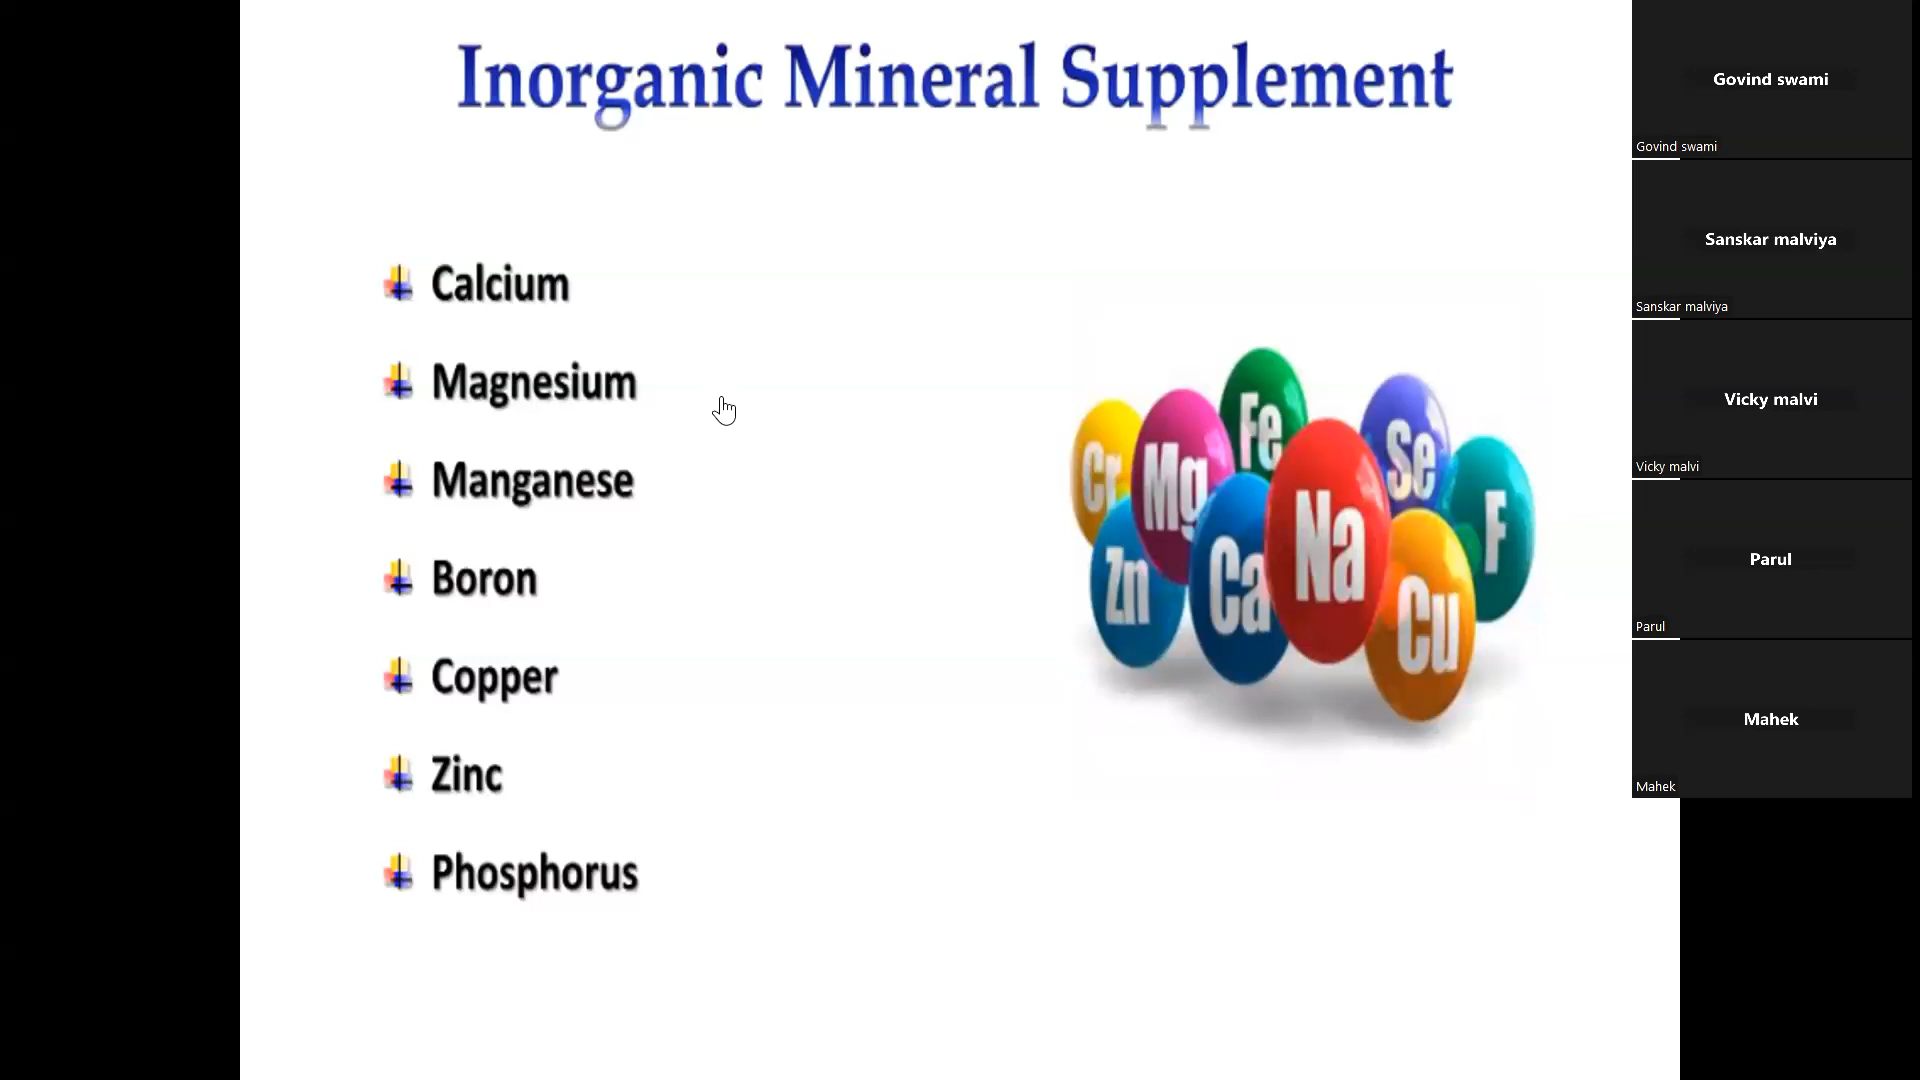 Inorganic Mineral Supplement
Calcium
Magnesium
Manganese
Boron
Copper
Zinc
Phosphorus
Cr
Mg
Fe
Se
F
Zn
Ca
Na
Cu
Govind swami
Govind swami
Sanskar malviya
Sanskar malviya
Vicky malvi
Vicky malvi
Parul
Parul
Mahek
Mahek